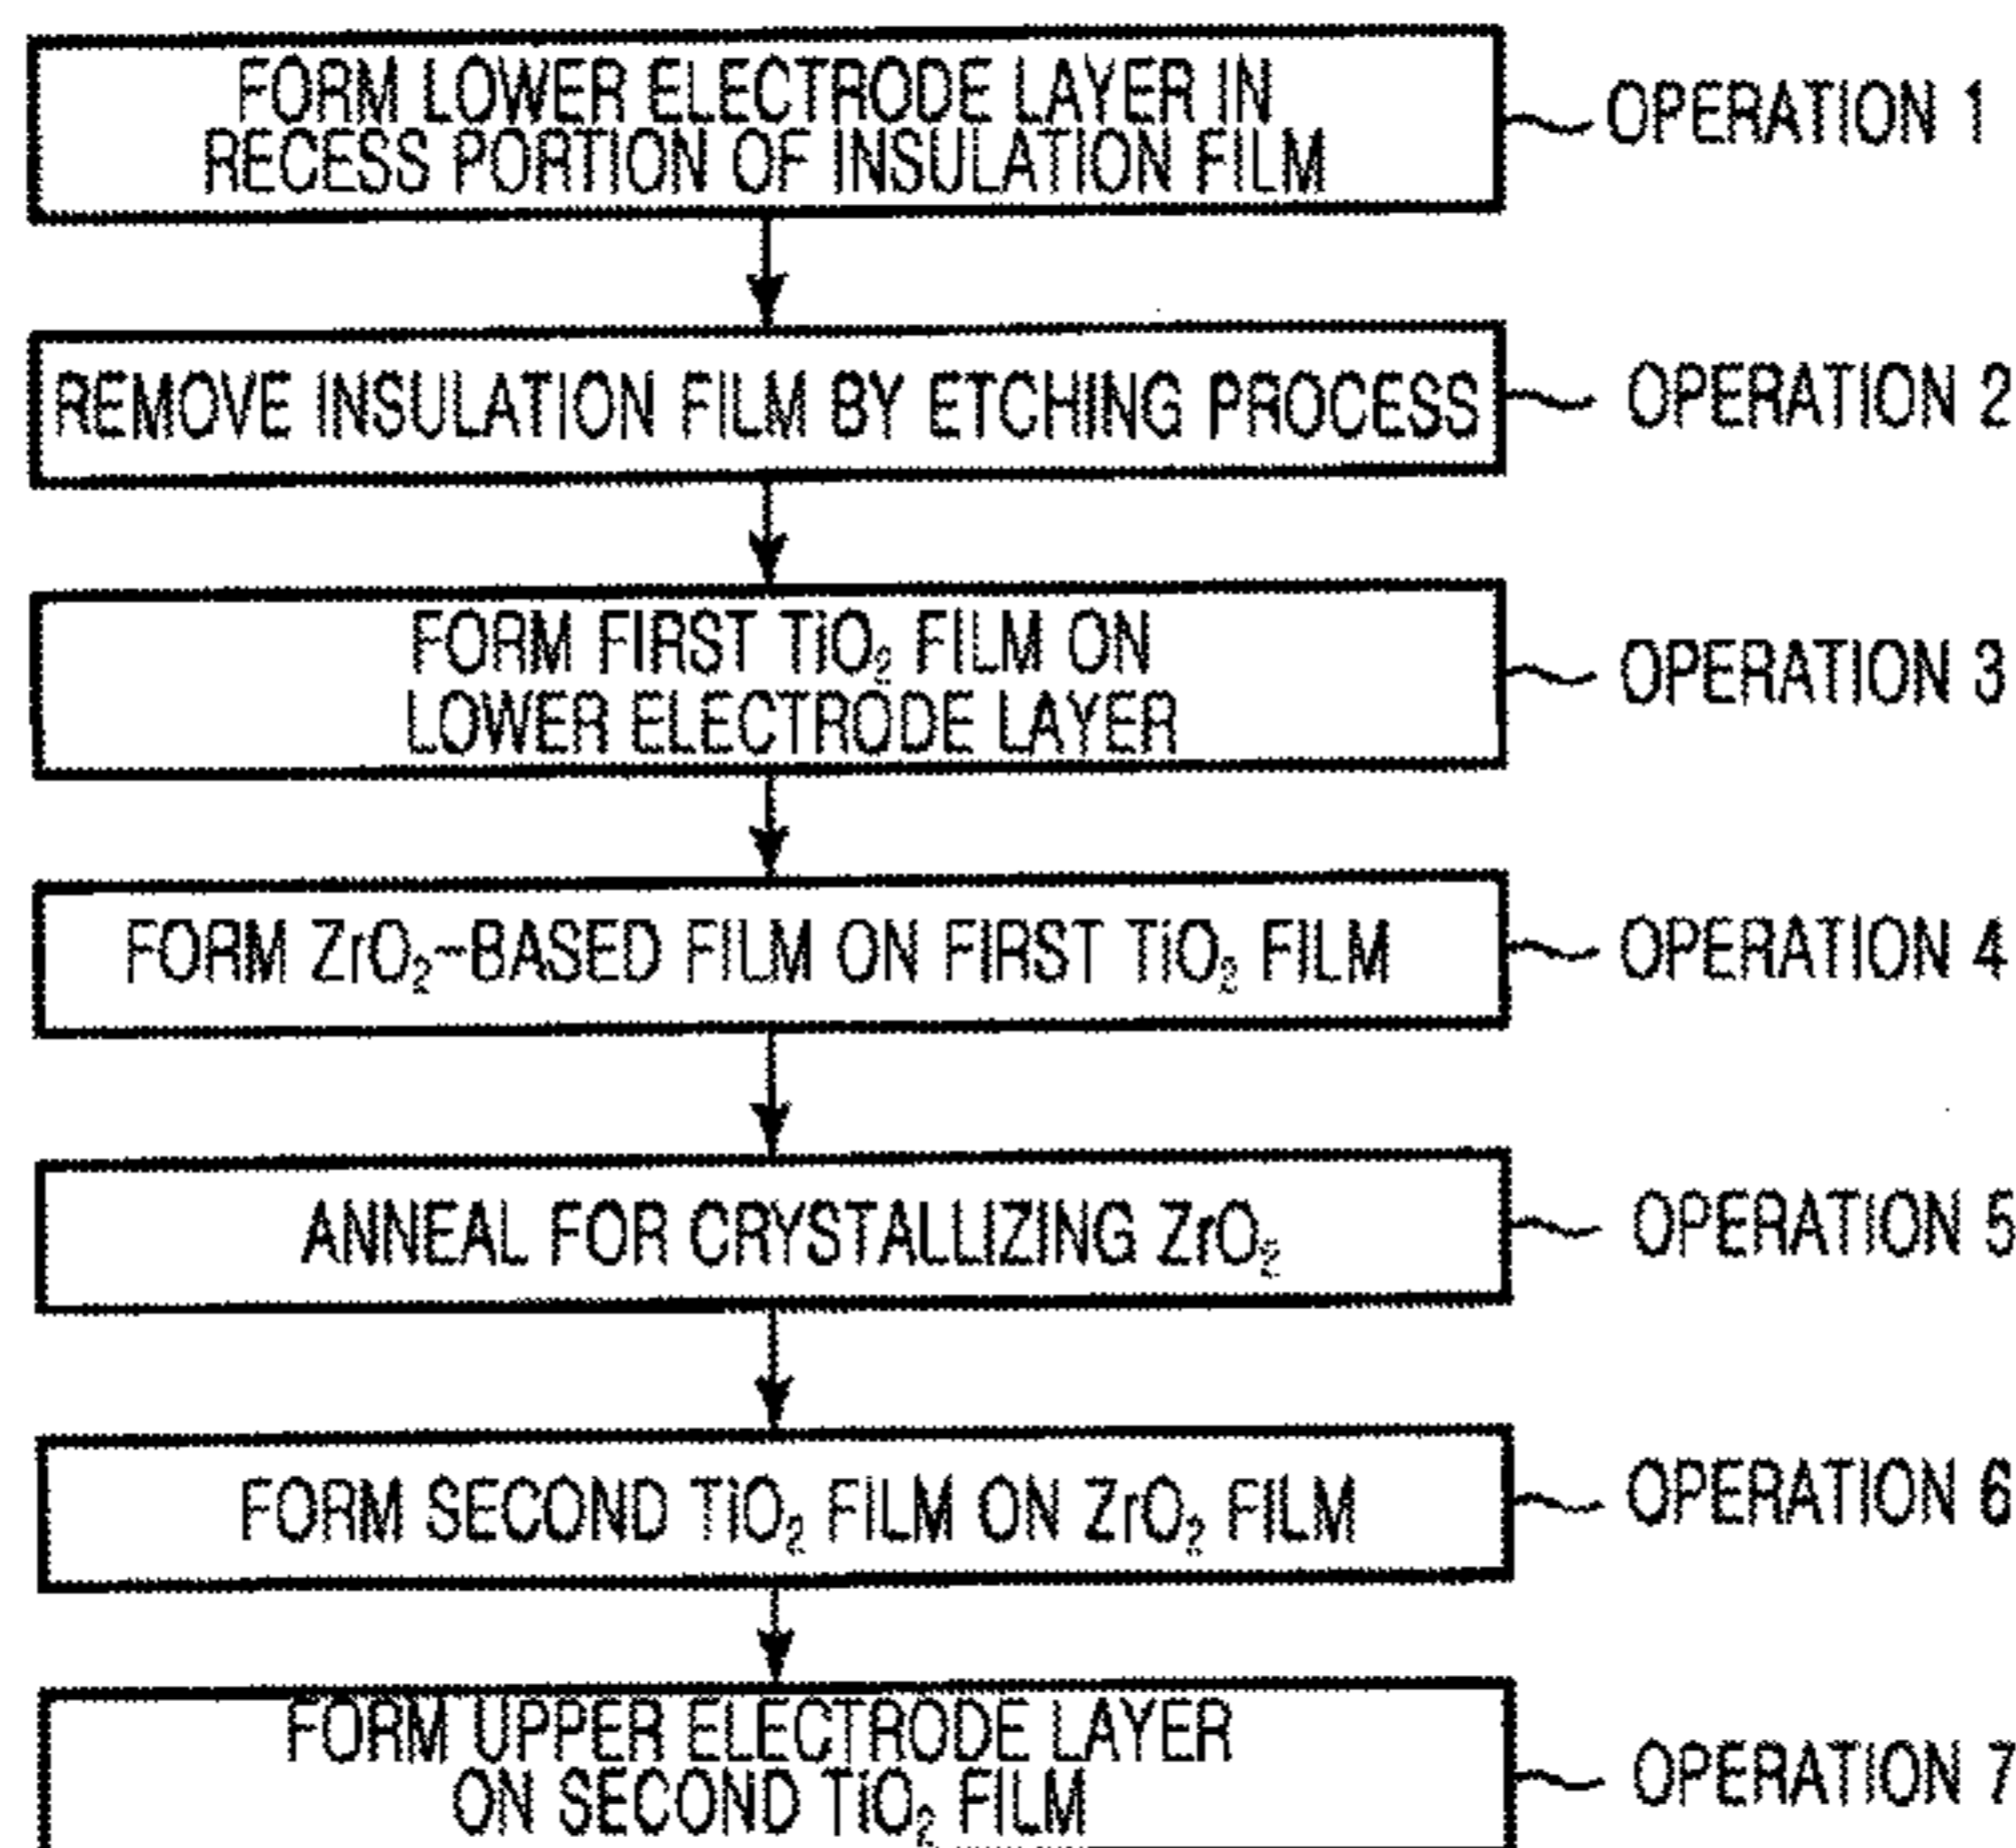 FORM LOWER ELECTRODE LAYER IN
RECESS PORTION OF INSULATION FILM
OPERATION 1
REMOVE INSULATION FILM BY ETCHING PROCESS
OPERATION 2
FORM FIRST TiO₂ FILM ON
LOWER ELECTRODE LAYER
OPERATION 3
FORM ZrO₂-BASED FILM ON FIRST TiO₂ FILM
OPERATION 4
ANNEAL FOR CRYSTALLIZING ZrO₂
OPERATION 5
FORM SECOND TiO₂ FILM ON ZrO₂ FILM
OPERATION 6
FORM UPPER ELECTRODE LAYER
ON SECOND TiO₂ FILM
OPERATION 7